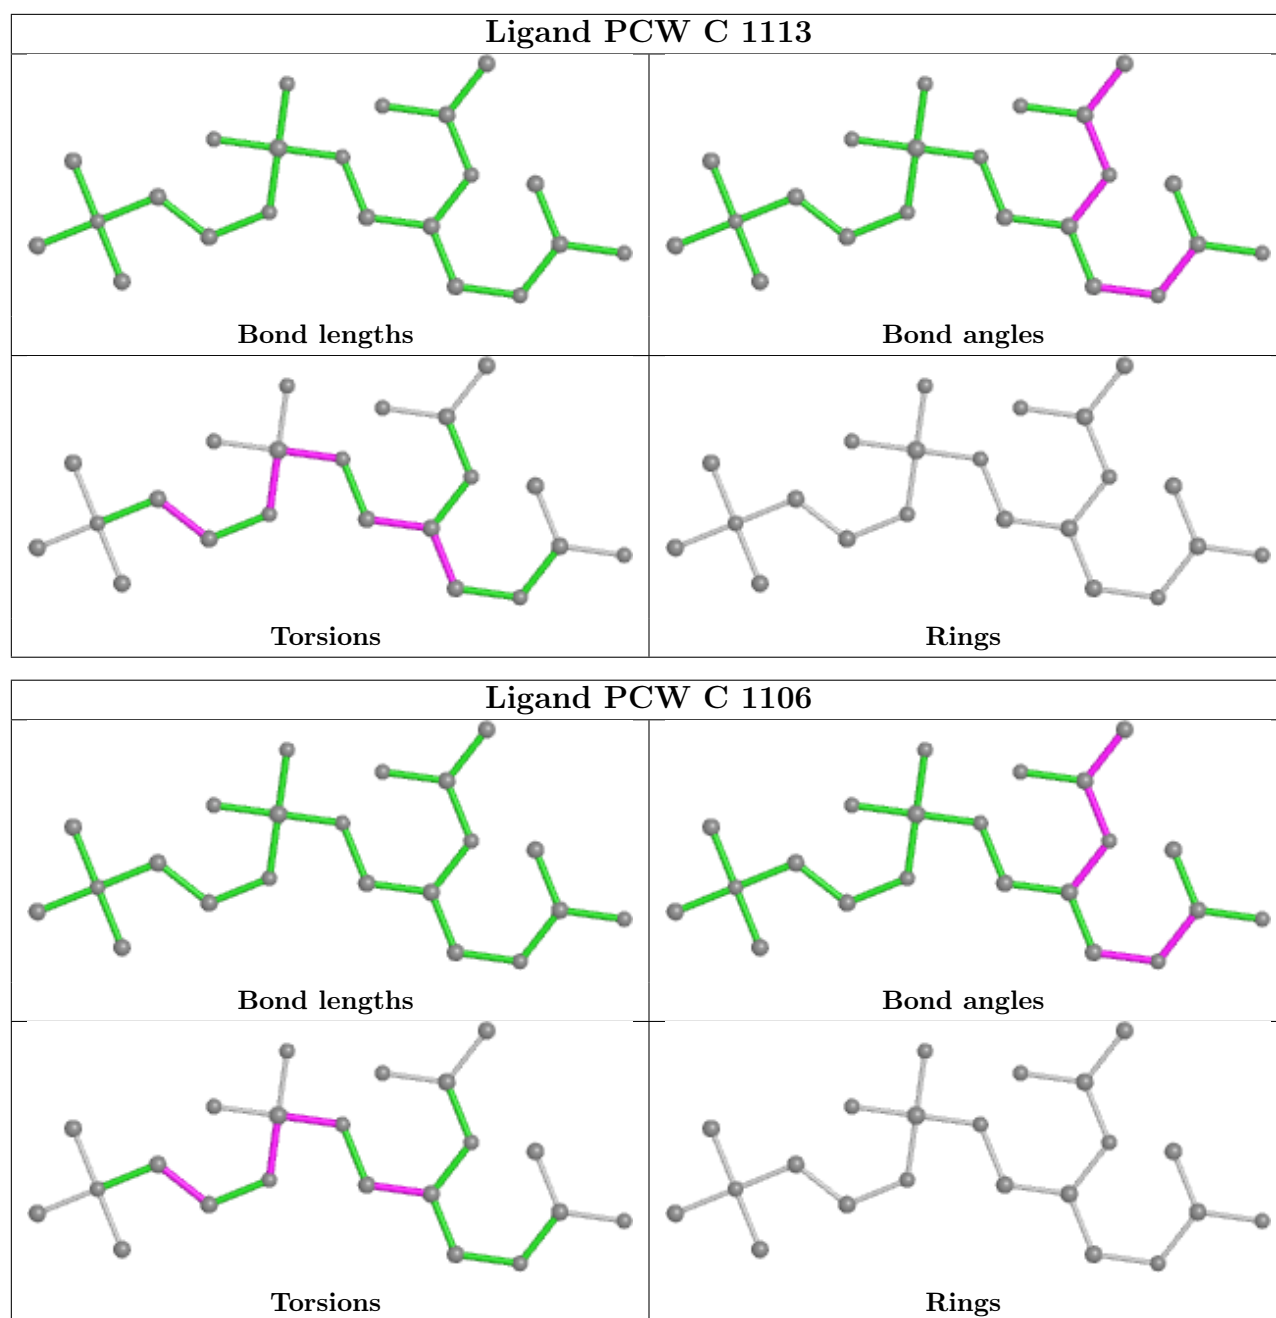 Ligand PCW C 1113
Bond lengths
Bond angles
Torsions
Rings
Ligand PCW C 1106
Bond lengths
Bond angles
Torsions
Rings